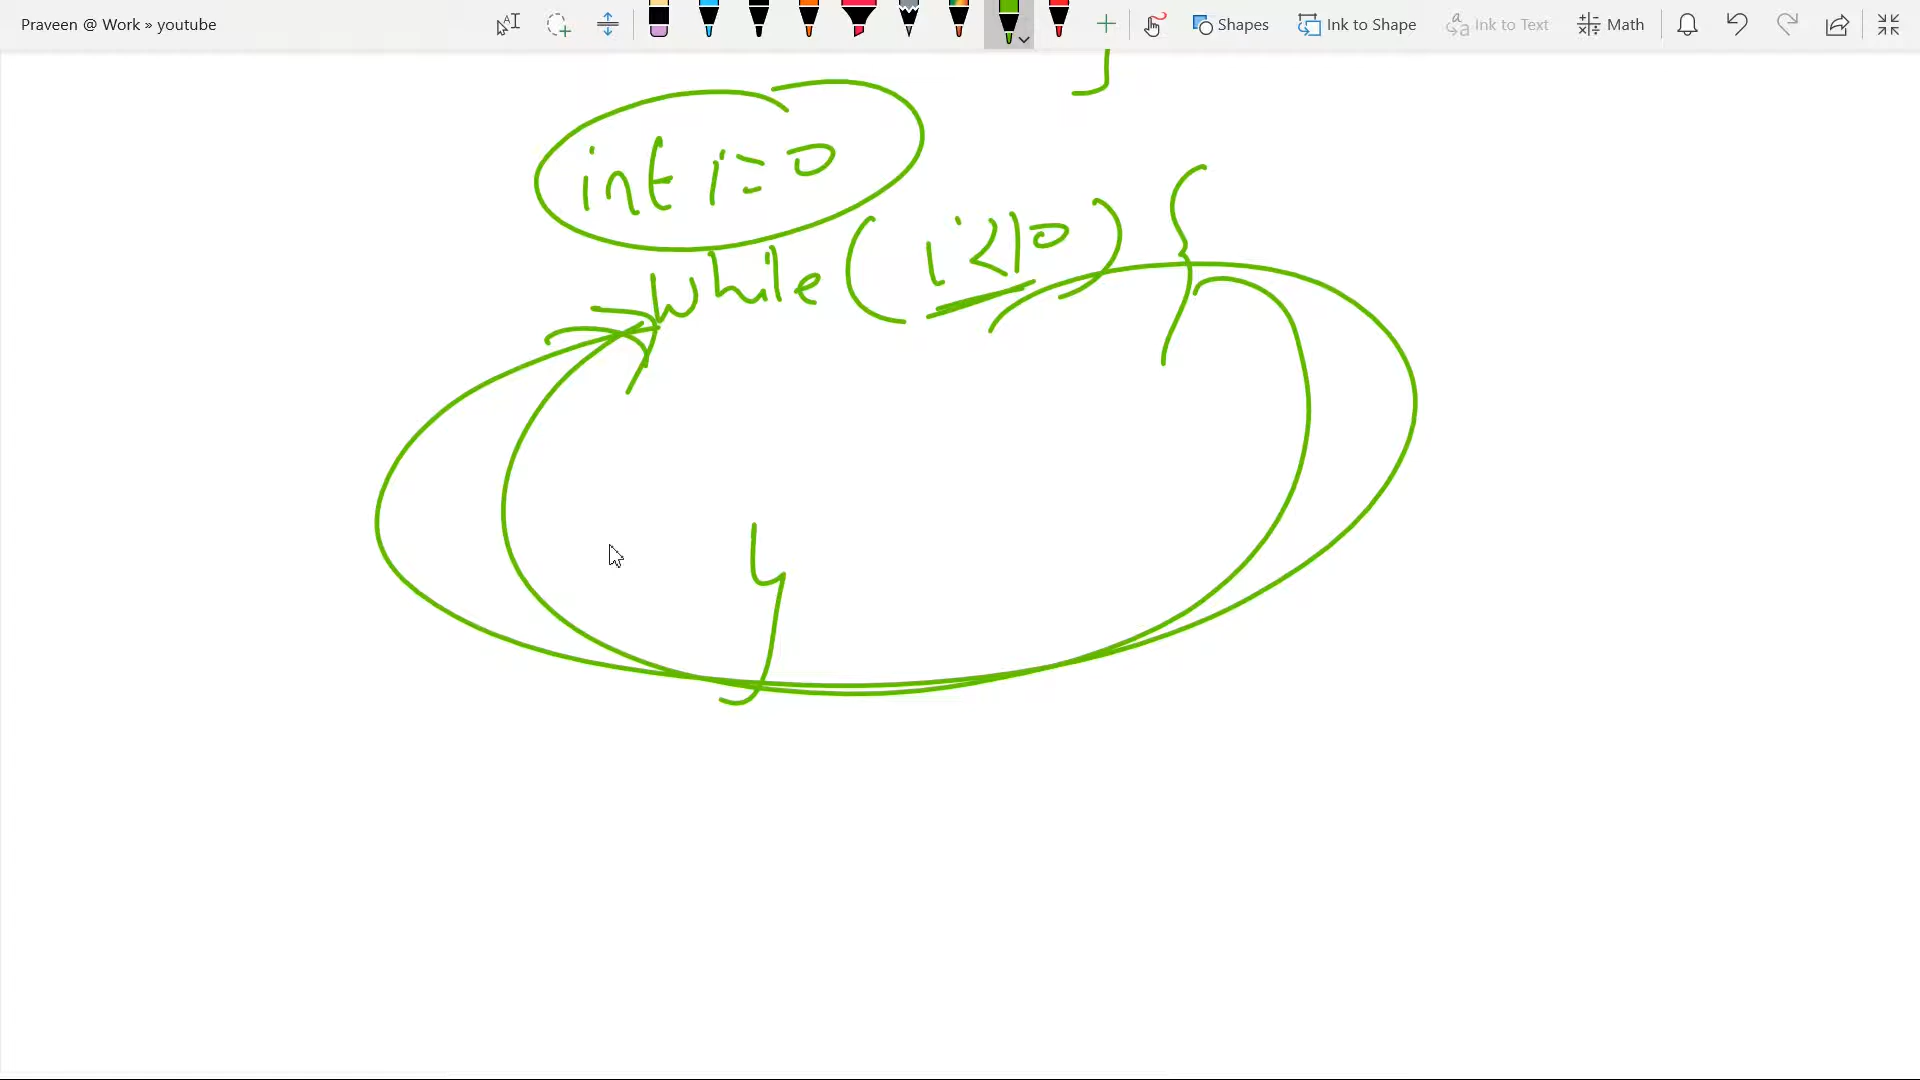 Praveen @ Work » youtube
Shapes
Ink to Shape
Ink to Text
Math
}
int i=0
while (i<10) {
}